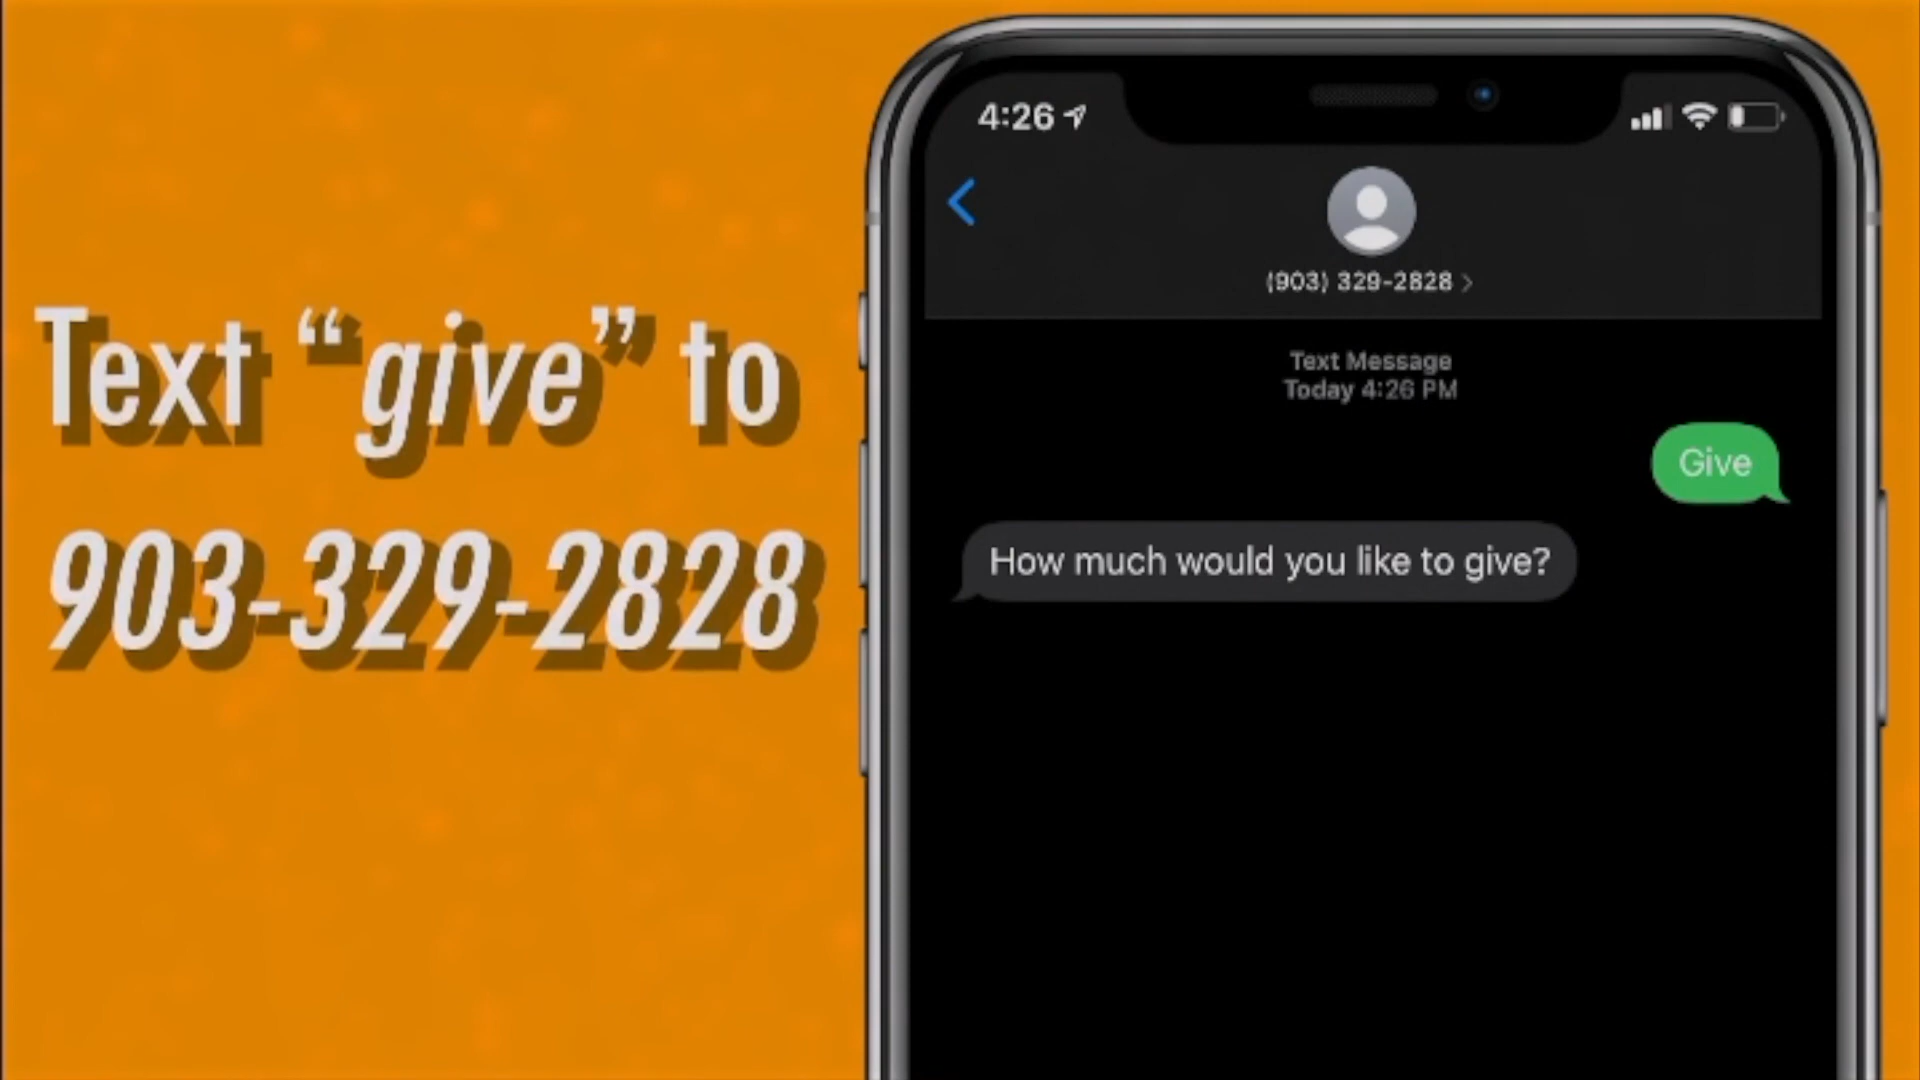 Text “give” to
903-329-2828
4:26
(903) 329-2828 >
Text Message
Today 4:26 PM
Give
How much would you like to give?